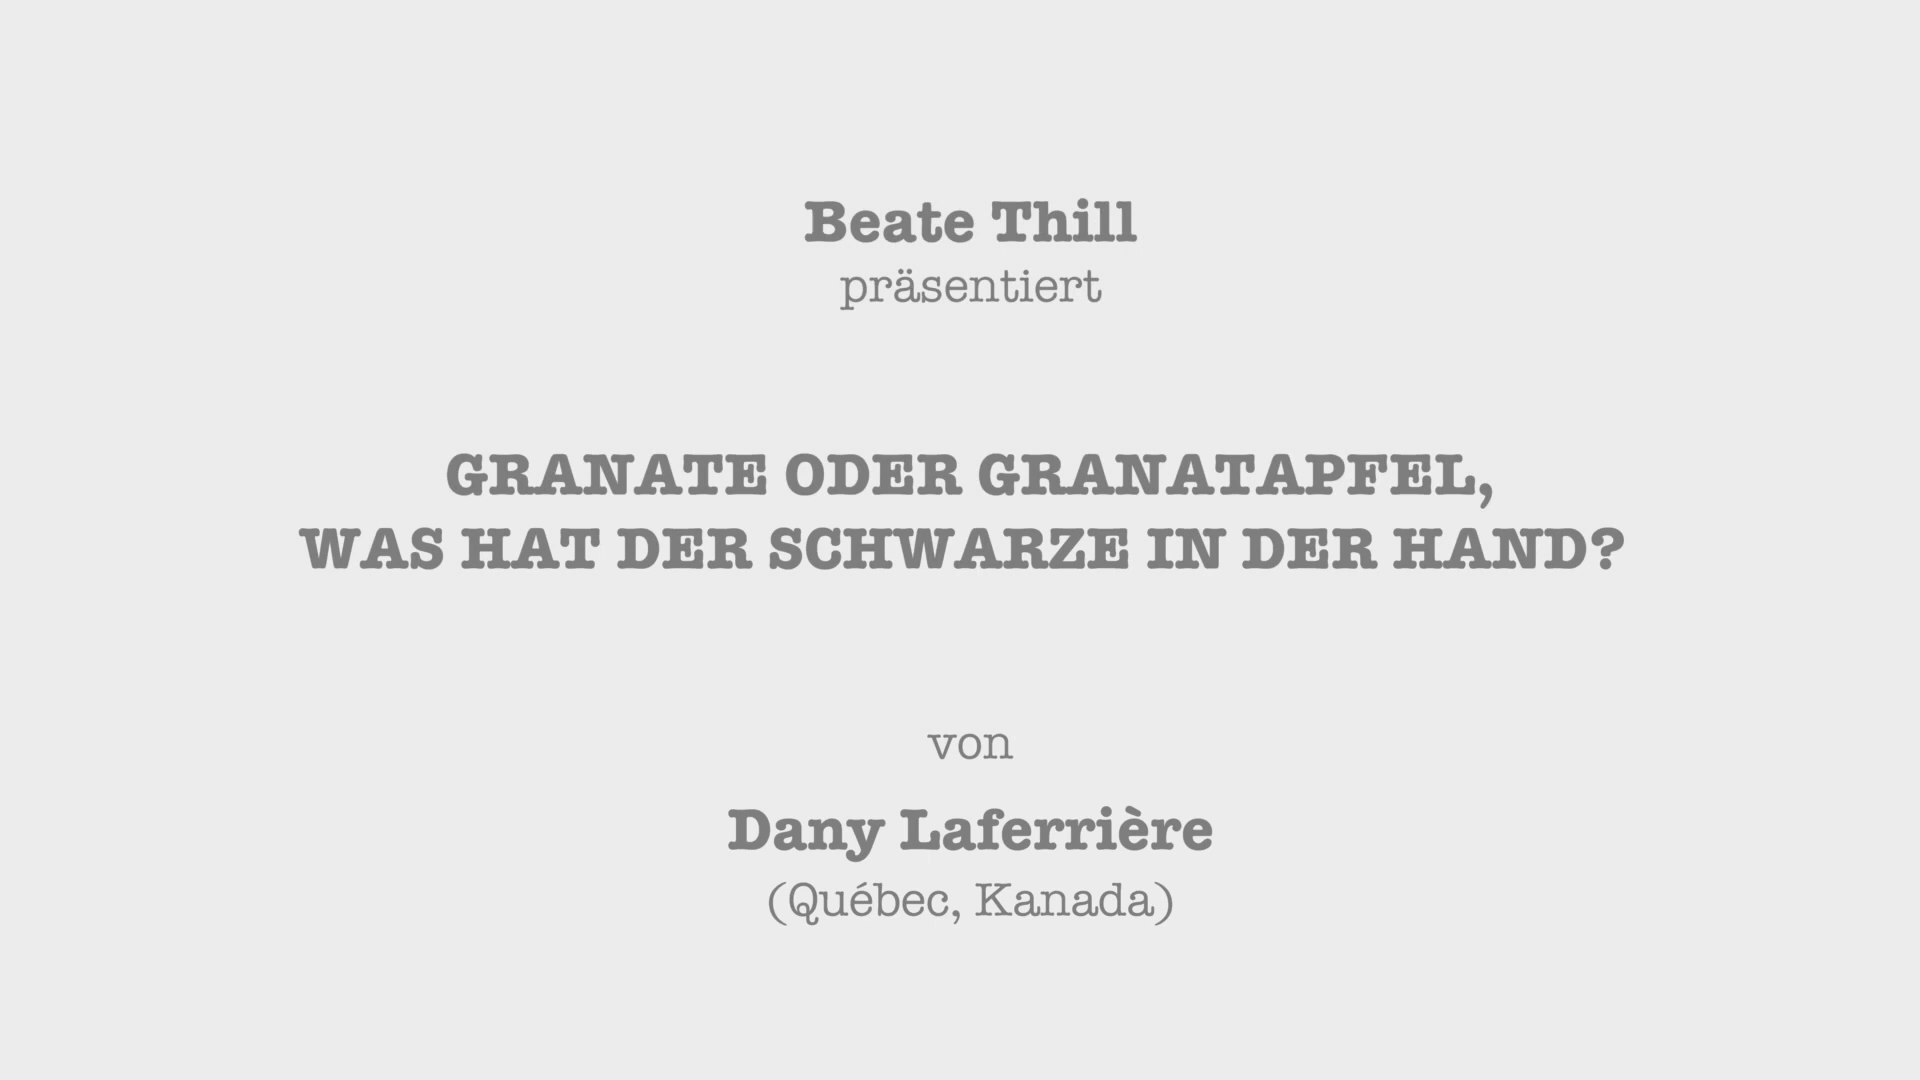 Beate Thill
präsentiert
GRANATE ODER GRANATAPFEL,
WAS HAT DER SCHWARZE IN DER HAND?
von
Dany Laferrière
(Québec, Kanada)